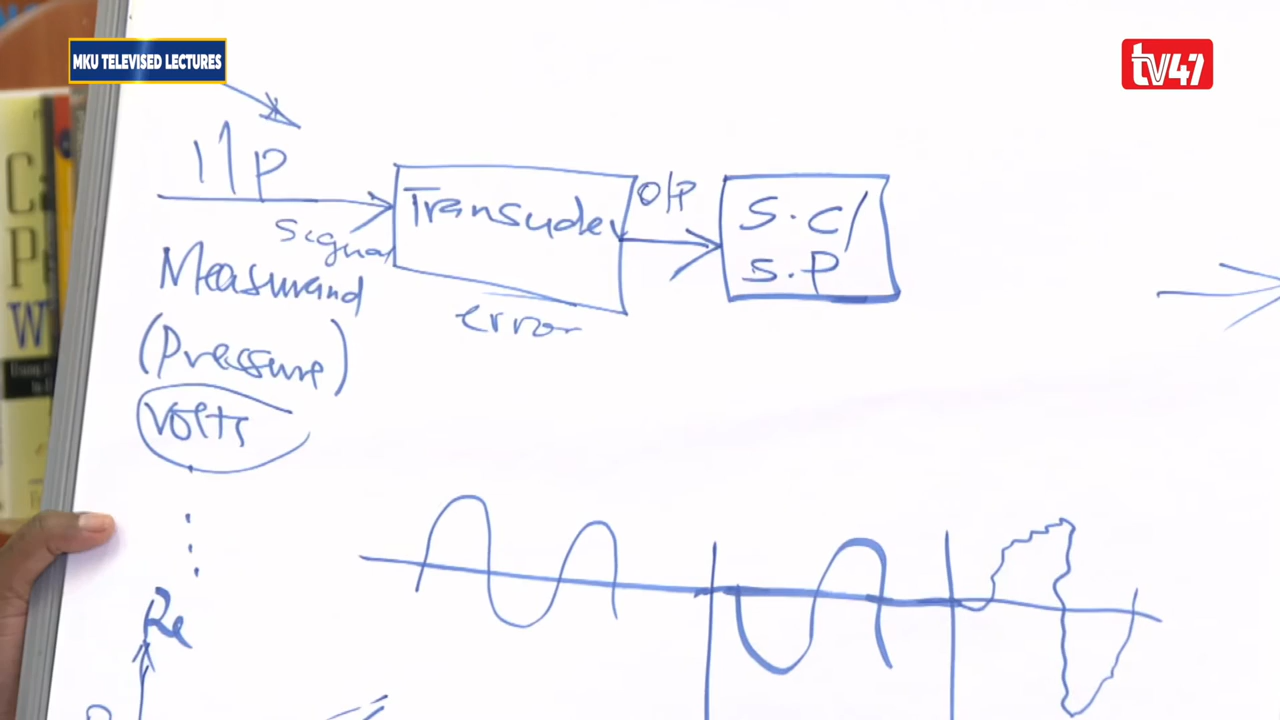 MKU TELEVISED LECTURES
tv47
I/P
Signal
Transuder
O/P
S.C/
S.P
error
Measurand
(Pressure)
Volts
Re
C
P
W